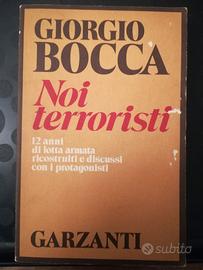 GIORGIO
BOCCA
Noi
terroristi
12 anni
di lotta armata
ricostruiti e discussi
con i protagonisti
GARZANTI
subito